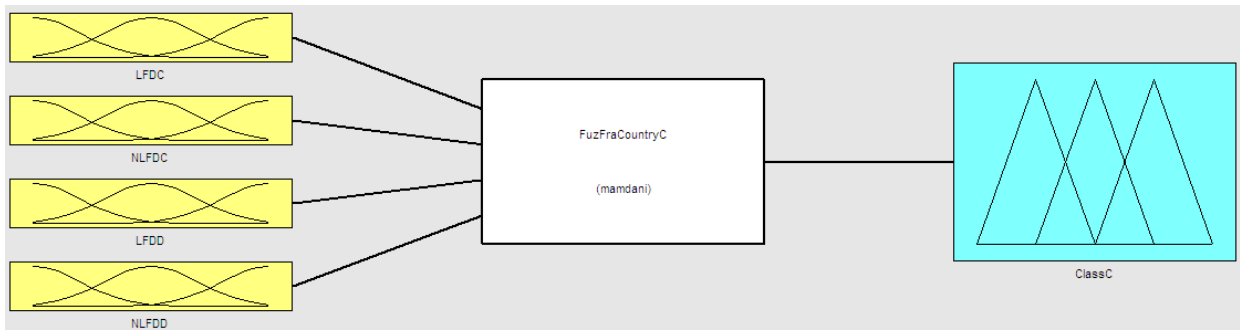 LFDC
NLFDC
LFDD
NLFDD
FuzFraCountryC
(mamdani)
ClassC